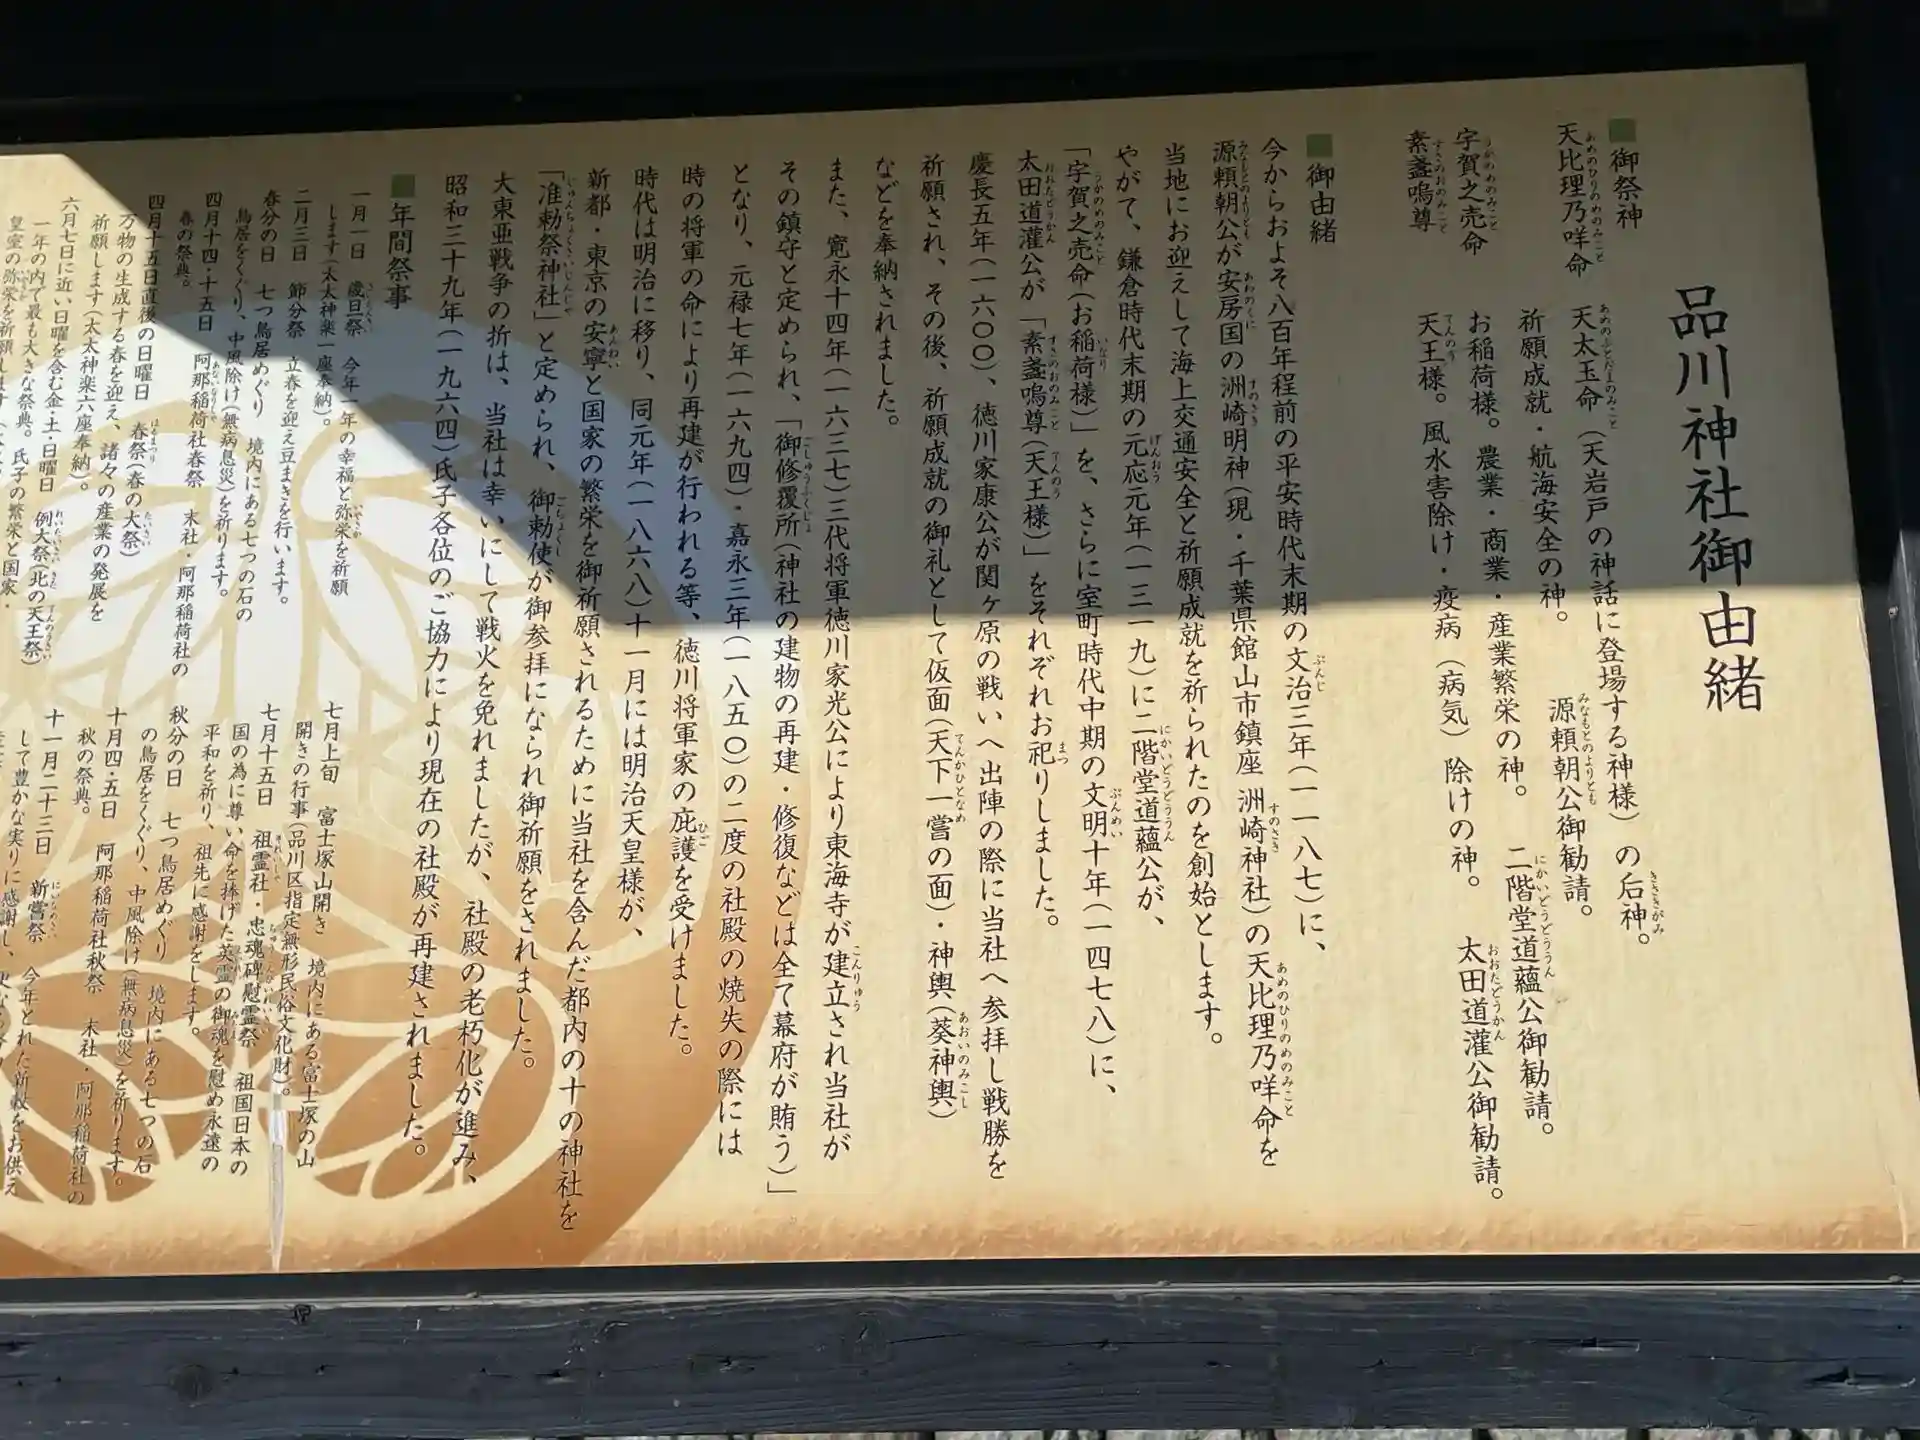 品川神社御由緒
■御祭神
天比理乃咩命 天太玉命(天岩戸の神話に登場する神様)の后神。
祈願成就・航海安全の神。 源頼朝公御勧請。
宇賀之売命 お稲荷様。農業・商業・産業繁栄の神。 二階堂道蘊公御勧請。
素盞嗚尊 天王様。風水害除け・疫病(病気)除けの神。 太田道灌公御勧請。
■御由緒
今からおよそ八百年程前の平安時代末期の文治三年(一一八七)に、
源頼朝公が安房国の洲崎明神(現・千葉県館山市鎮座 洲崎神社)の天比理乃咩命を
当地にお迎えして海上交通安全と祈願成就を祈られたのを創始とします。
やがて、鎌倉時代末期の元応元年(一三一九)に二階堂道蘊公が、
「宇賀之売命(お稲荷様)」を、さらに室町時代中期の文明十年(一四七八)に、
太田道灌公が「素盞嗚尊(天王様)」をそれぞれお祀りしました。
慶長五年(一六〇〇)、徳川家康公が関ヶ原の戦いへ出陣の際に当社へ参拝し戦勝を
祈願され、その後、祈願成就の御礼として仮面(天下一嘗の面)・神輿(葵神輿)
などを奉納されました。
また、寛永十四年(一六三七)三代将軍徳川家光公により東海寺が建立され当社が
その鎮守と定められ、「御修覆所(神社の建物の再建・修復などは全て幕府が賄う)」
となり、元禄七年(一六九四)・嘉永三年(一八五〇)の二度の社殿の焼失の際には
時の将軍の命により再建が行われる等、徳川将軍家の庇護を受けました。
時代は明治に移り、同元年(一八六八)十一月には明治天皇様が、
新都・東京の安寧と国家の繁栄を御祈願されるために当社を含んだ都内の十の神社を
「准勅祭神社」と定められ、御勅使が御参拝になられ御祈願をされました。
大東亜戦争の折は、当社は幸いにして戦火を免れましたが、社殿の老朽化が進み、
昭和三十九年(一九六四)氏子各位のご協力により現在の社殿が再建されました。
■年間祭事
一月一日 歳旦祭 今年一年の幸福と弥栄を祈願
します(太太神楽一座奉納)。
二月三日 節分祭 立春を迎え豆まきを行います。
春分の日 七つ鳥居めぐり 境内にある七つの石の
鳥居をくぐり、中風除け(無病息災)を祈ります。
四月十四・十五日 阿那稲荷社春祭 末社・阿那稲荷社の
春の祭典。
四月十五日直後の日曜日 春祭(春の大祭)
万物の生成する春を迎え、諸々の産業の発展を
祈願します(太太神楽六座奉納)。
六月七日に近い日曜を含む金・土・日曜日 例大祭(北の天王祭)
一年の内で最も大きな祭典。氏子の繁栄と国家・
皇室の弥栄を祈願します
七月上旬 富士塚山開き 境内にある富士塚の山
開きの行事(品川区指定無形民俗文化財)。
七月十五日 祖霊社・忠魂碑慰霊祭 祖国日本の
国の為に尊い命を捧げた英霊の御魂を慰め永遠の
平和を祈り、祖先に感謝をします。
秋分の日 七つ鳥居めぐり 境内にある七つの石
の鳥居をくぐり、中風除け(無病息災)を祈ります。
十月四・五日 阿那稲荷社秋祭 末社・阿那稲荷社の
秋の祭典。
十一月二十三日 新嘗祭 今年とれた新穀をお供え
して豊かな実りに感謝し、